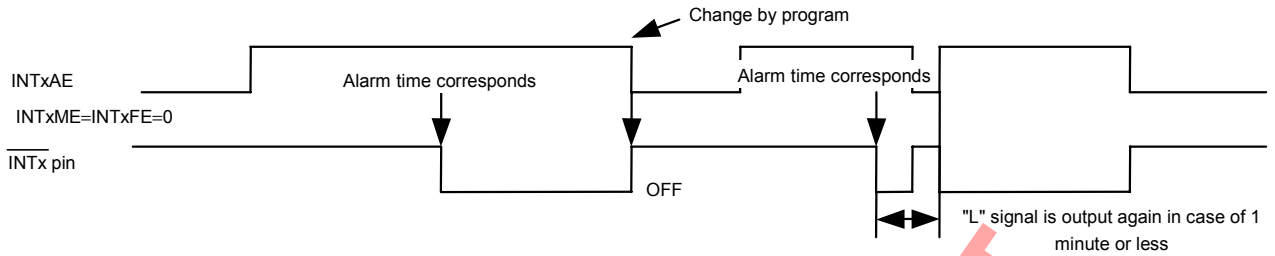 Change by program
INTxAE
Alarm time corresponds
Alarm time corresponds
INTxME=INTxFE=0
INTx pin
OFF
"L" signal is output again in case of 1
minute or less